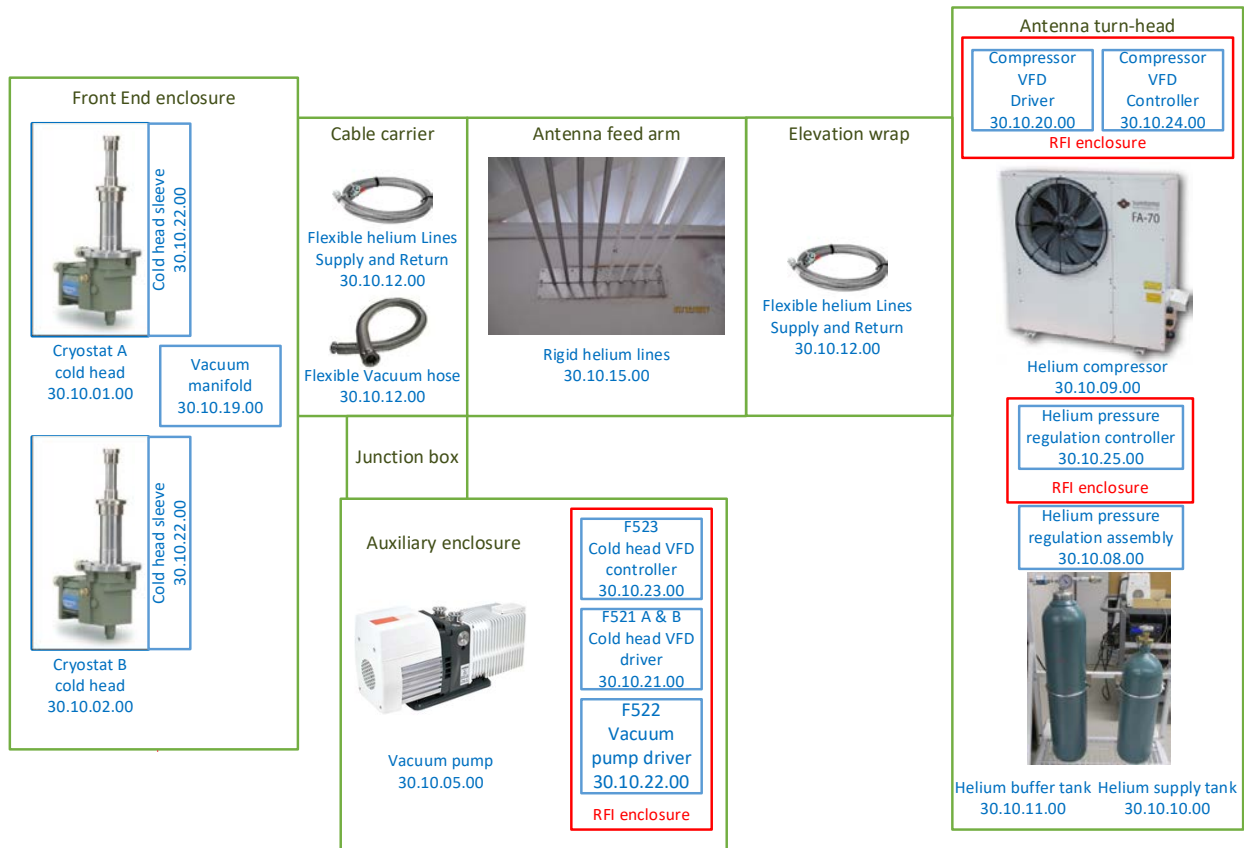 Antenna turn-head
Compressor
VFD
Driver
30.10.20.00
Compressor
VFD
Controller
30.10.24.00
RFI enclosure
Front End enclosure
Cold head sleeve
30.10.22.00
Cryostat A
cold head
30.10.01.00
Vacuum
manifold
30.10.19.00
Cold head sleeve
30.10.22.00
Cryostat B
cold head
30.10.02.00
Cable carrier
Flexible helium Lines
Supply and Return
30.10.12.00
Flexible Vacuum hose
30.10.12.00
Antenna feed arm
Rigid helium lines
30.10.15.00
Elevation wrap
Flexible helium Lines
Supply and Return
30.10.12.00
FA-70
Helium compressor
30.10.09.00
Helium pressure
regulation controller
30.10.25.00
RFI enclosure
Helium pressure
regulation assembly
30.10.08.00
Helium buffer tank
30.10.11.00
Helium supply tank
30.10.10.00
Junction box
Auxiliary enclosure
Vacuum pump
30.10.05.00
F523
Cold head VFD
controller
30.10.23.00
F521 A & B
Cold head VFD
driver
30.10.21.00
F522
Vacuum
pump driver
30.10.22.00
RFI enclosure